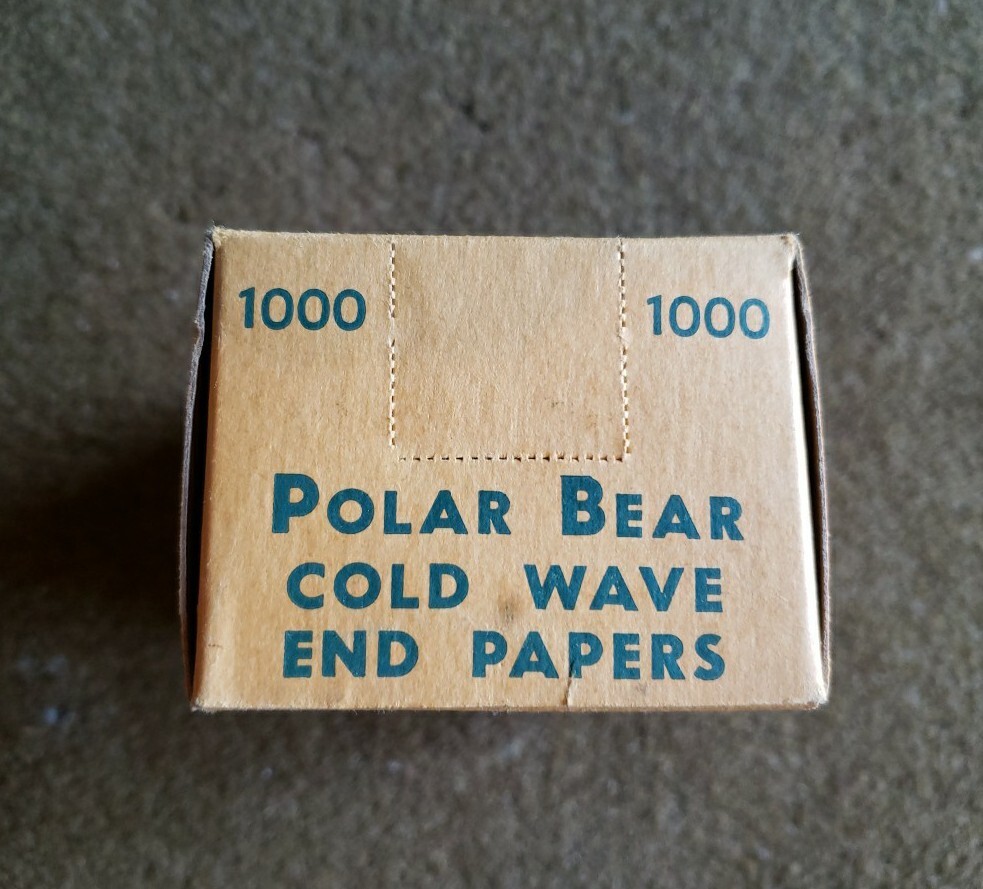 1000 1000
POLAR BEAR
COLD WAVE
END PAPERS